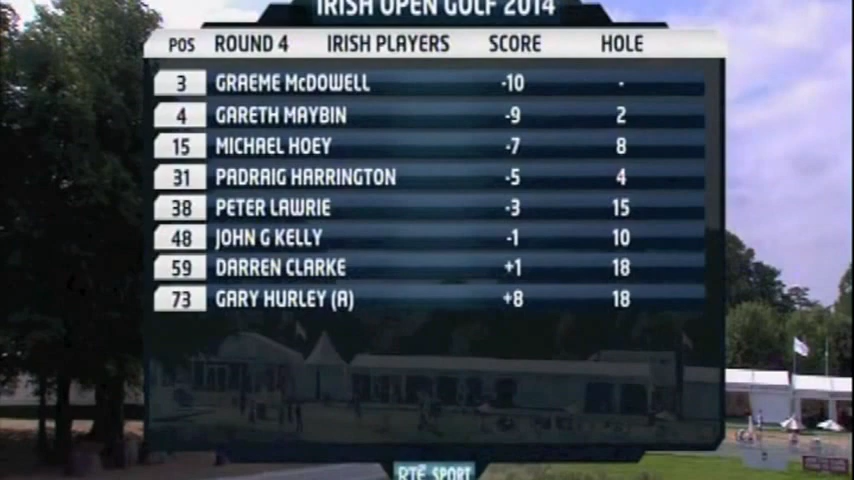 IRISH OPEN GOLF 2014
POS ROUND 4 IRISH PLAYERS SCORE HOLE
3 GRAEME McDOWELL -10 -
4 GARETH MAYBIN -9 2
15 MICHAEL HOEY -7 8
31 PADRAIG HARRINGTON -5 4
38 PETER LAWRIE -3 15
48 JOHN G KELLY -1 10
59 DARREN CLARKE +1 18
73 GARY HURLEY (A) +8 18
RTÉ SPORT